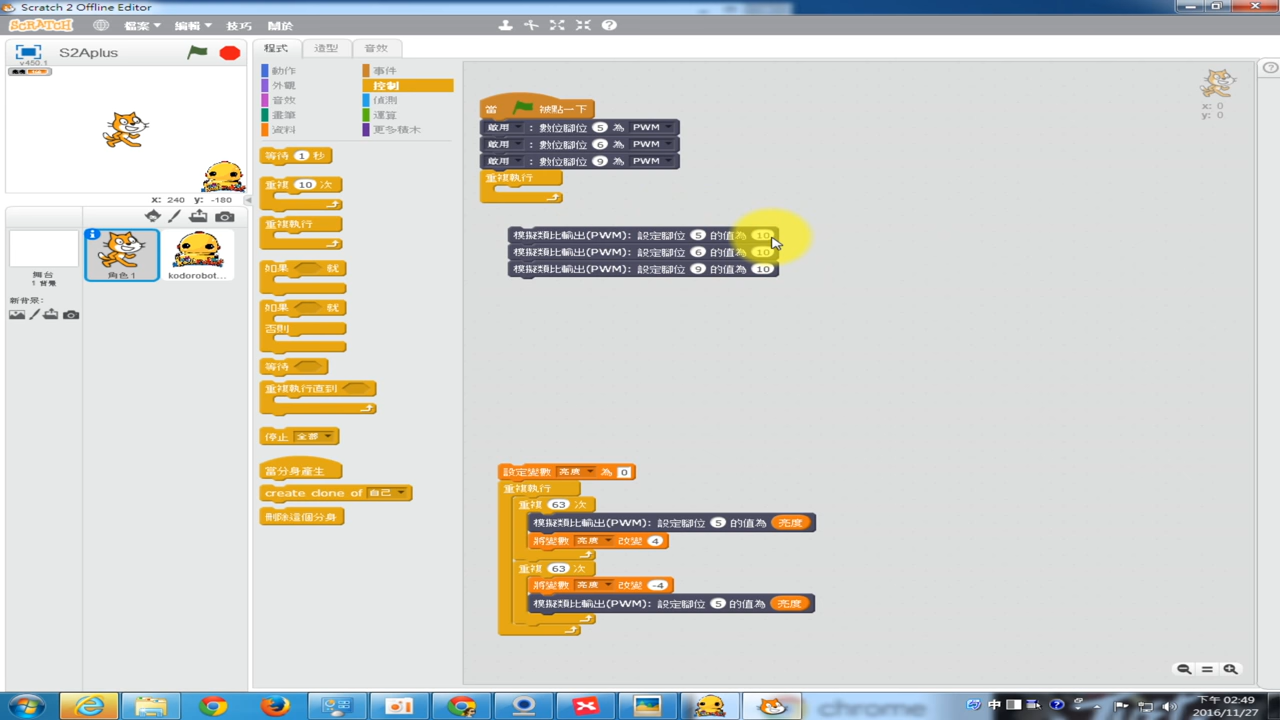 Scratch 2 Offline Editor
SCRATCH 檔案 編輯 技巧 關於
S2Aplus
v450.1
x: 240 y: -180
舞台
1 背景
新背景:
角色1
kodorobot...
程式 造型 音效
動作 事件
外觀 控制
音效 偵測
畫筆 運算
資料 更多積木
等待 1 秒
重複 10 次
重複執行
如果 就
如果 就
否則
等待
重複執行直到
停止 全部
當分身產生
create clone of 自己
刪除這個分身
x: 0
y: 0
當 被點一下
啟用 : 數位腳位 5 為 PWM
啟用 : 數位腳位 6 為 PWM
啟用 : 數位腳位 9 為 PWM
重複執行
模擬類比輸出(PWM): 設定腳位 5 的值為 10
模擬類比輸出(PWM): 設定腳位 6 的值為 10
模擬類比輸出(PWM): 設定腳位 9 的值為 10
設定變數 亮度 為 0
重複執行
重複 63 次
模擬類比輸出(PWM): 設定腳位 5 的值為 亮度
將變數 亮度 改變 4
重複 63 次
將變數 亮度 改變 -4
模擬類比輸出(PWM): 設定腳位 5 的值為 亮度
chrome
中
下午 02:49
2016/11/27